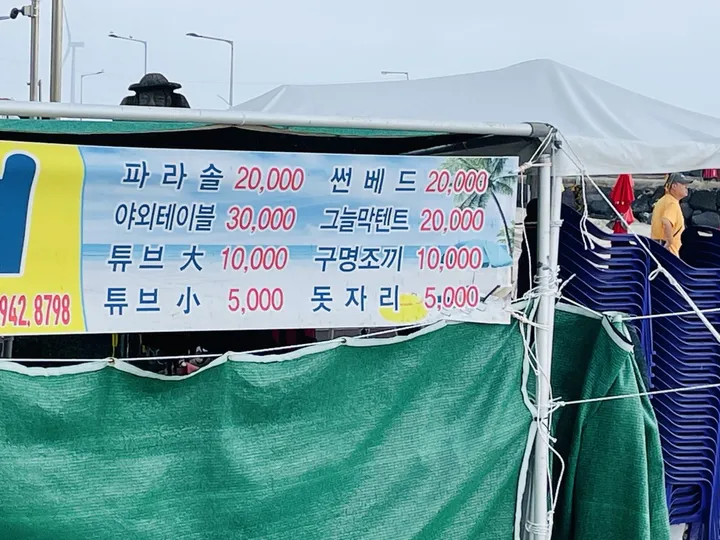 파라솔 20,000 썬베드 20,000
야외테이블 30,000 그늘막텐트 20,000
튜브 大 10,000 구명조끼 10,000
튜브 小 5,000 돗자리 5,000
942.8798